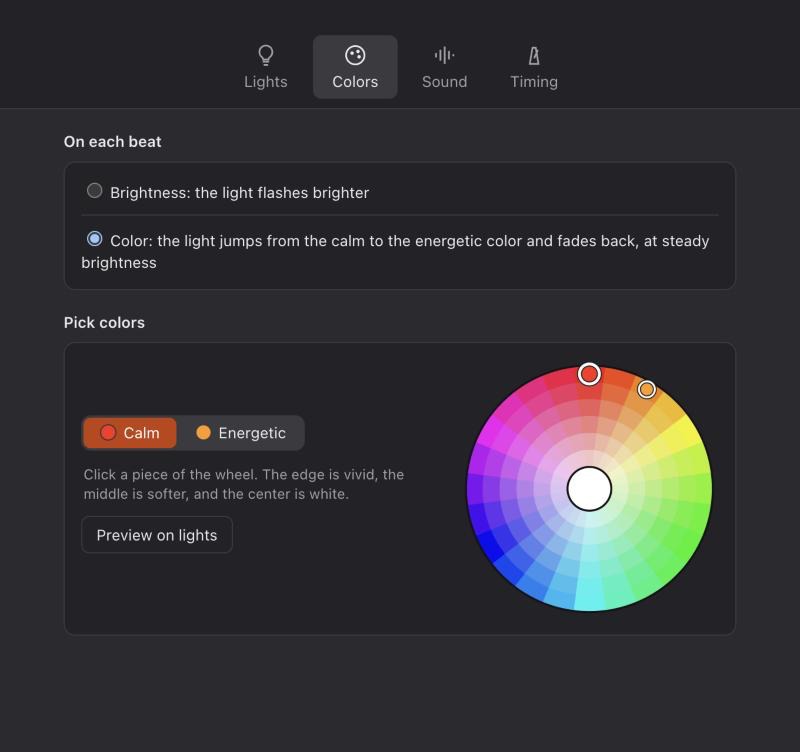 Lights
Colors
Sound
Timing
On each beat
Brightness: the light flashes brighter
Color: the light jumps from the calm to the energetic color and fades back, at steady
brightness
Pick colors
Calm
Energetic
Click a piece of the wheel. The edge is vivid, the
middle is softer, and the center is white.
Preview on lights